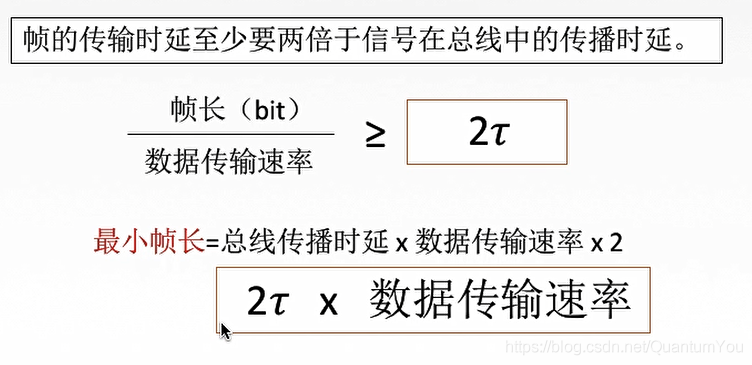 帧的传输时延至少要两倍于信号在总线中的传播时延。
帧长（bit）
数据传输速率
≥
2τ
最小帧长=总线传播时延 x 数据传输速率 x 2
2τ x 数据传输速率
https://blog.csdn.net/QuantumYou